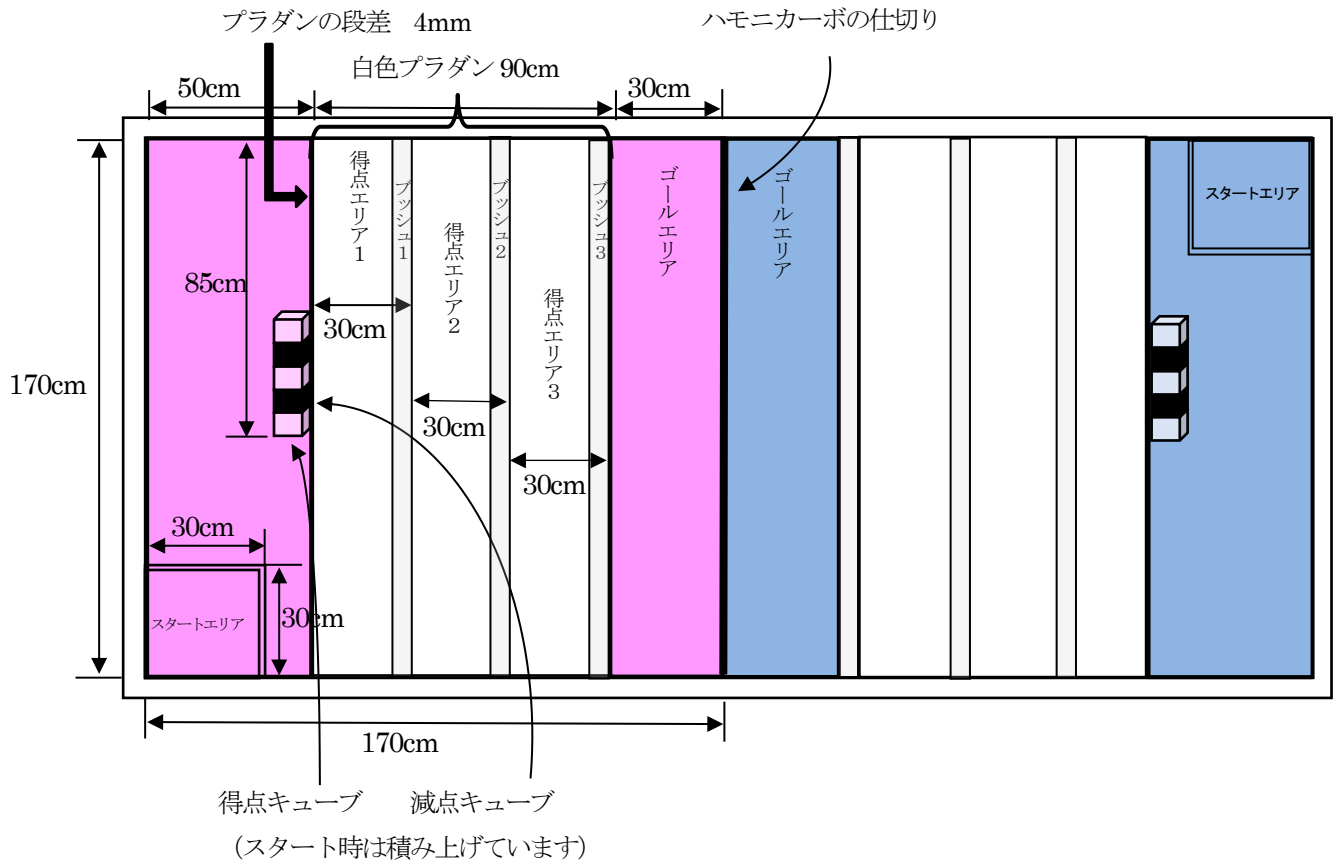 プラダンの段差　4mm
ハモニカーボの仕切り
白色プラダン 90cm
50cm
30cm
得点エリア1
ブッシュ1
得点エリア2
ブッシュ2
得点エリア3
ブッシュ3
ゴールエリア
ゴールエリア
スタートエリア
85cm
30cm
30cm
30cm
170cm
30cm
30cm
スタートエリア
170cm
得点キューブ
減点キューブ
（スタート時は積み上げています）